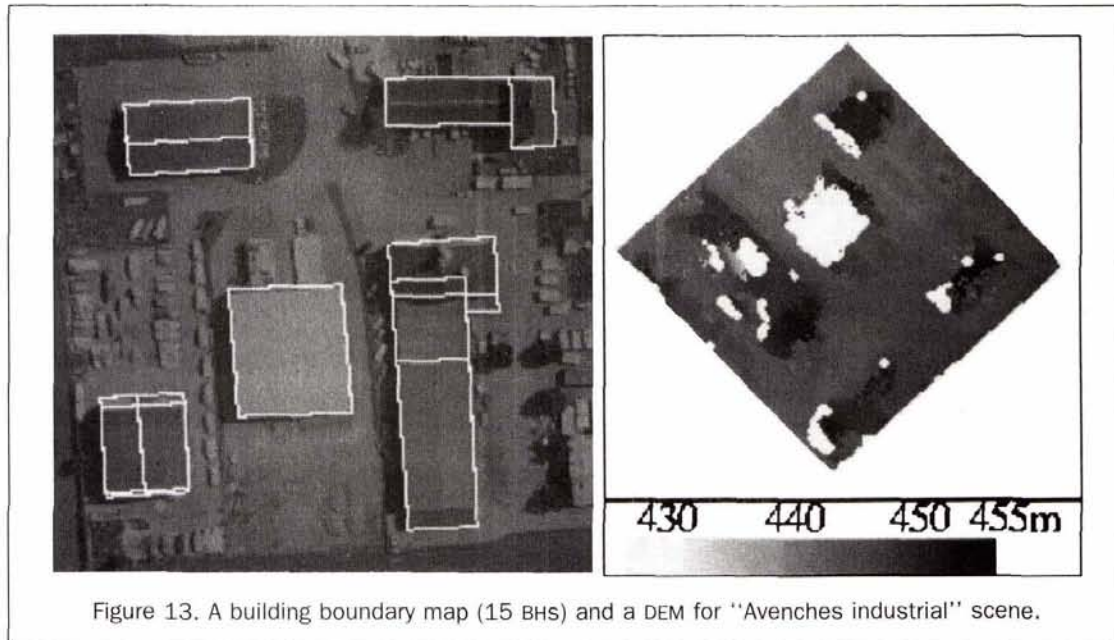 430 440 450 455m
Figure 13. A building boundary map (15 BHs) and a DEM for "Avenches industrial" scene.